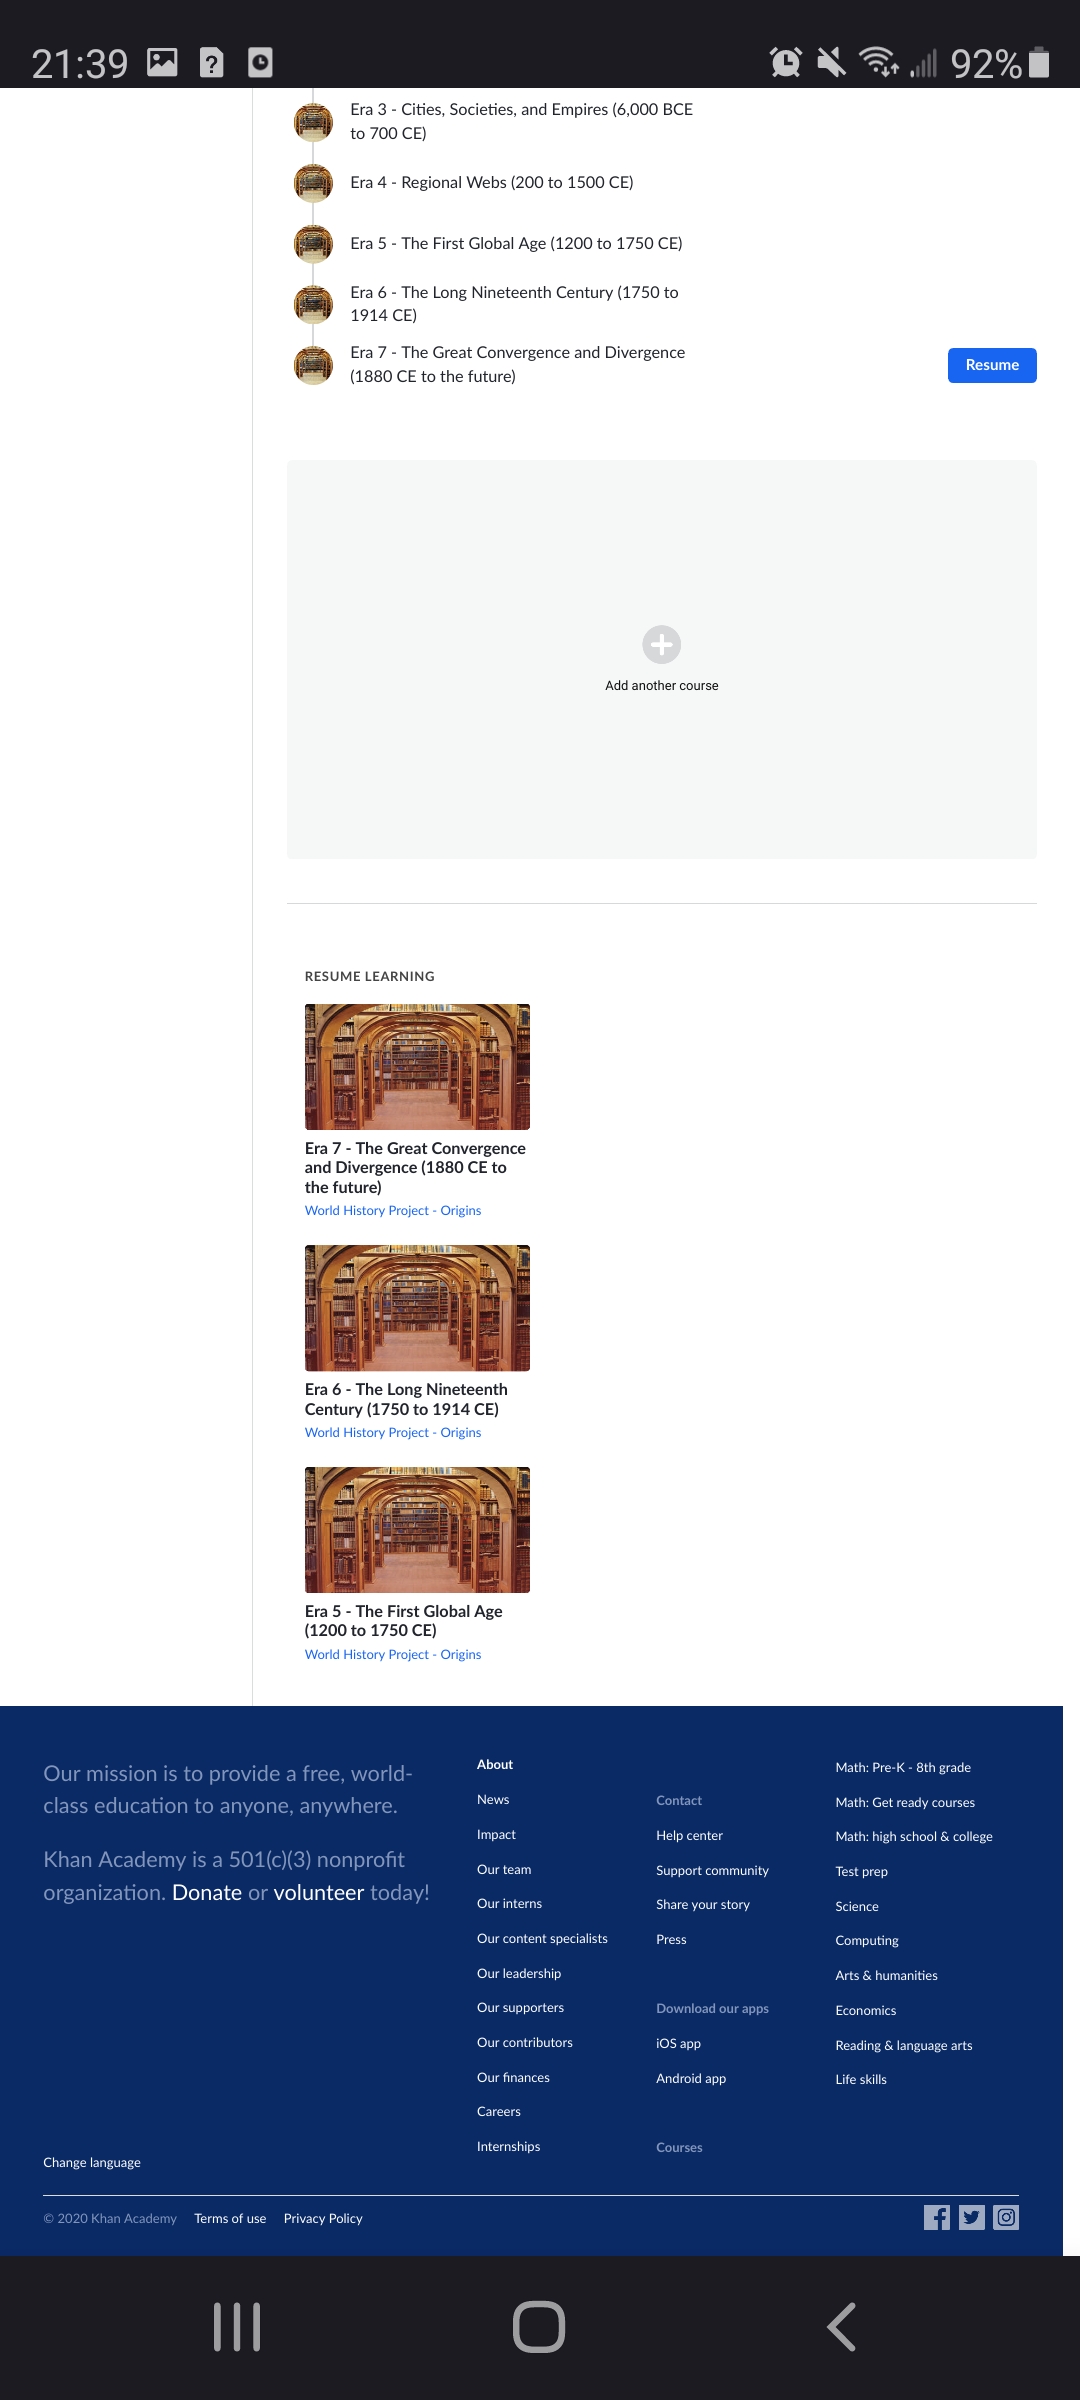 21:39
92%
Era 3 - Cities, Societies, and Empires (6,000 BCE
to 700 CE)
Era 4 - Regional Webs (200 to 1500 CE)
Era 5 - The First Global Age (1200 to 1750 CE)
Era 6 - The Long Nineteenth Century (1750 to
1914 CE)
Era 7 - The Great Convergence and Divergence
(1880 CE to the future)
Resume
Add another course
RESUME LEARNING
Era 7 - The Great Convergence
and Divergence (1880 CE to
the future)
World History Project - Origins
Era 6 - The Long Nineteenth
Century (1750 to 1914 CE)
World History Project - Origins
Era 5 - The First Global Age
(1200 to 1750 CE)
World History Project - Origins
Our mission is to provide a free, world-
class education to anyone, anywhere.
Khan Academy is a 501(c)(3) nonprofit
organization. Donate or volunteer today!
About
News
Impact
Our team
Our interns
Our content specialists
Our leadership
Our supporters
Our contributors
Our finances
Careers
Internships
Contact
Help center
Support community
Share your story
Press
Download our apps
iOS app
Android app
Courses
Math: Pre-K - 8th grade
Math: Get ready courses
Math: high school & college
Test prep
Science
Computing
Arts & humanities
Economics
Reading & language arts
Life skills
Change language
© 2020 Khan Academy
Terms of use
Privacy Policy